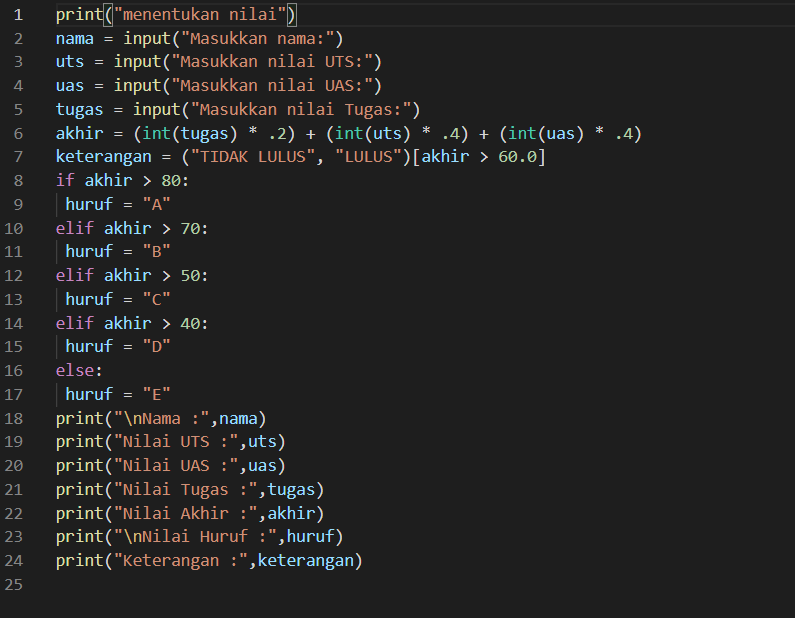 1 print("menentukan nilai")
2 nama = input("Masukkan nama:")
3 uts = input("Masukkan nilai UTS:")
4 uas = input("Masukkan nilai UAS:")
5 tugas = input("Masukkan nilai Tugas:")
6 akhir = (int(tugas) * .2) + (int(uts) * .4) + (int(uas) * .4)
7 keterangan = ("TIDAK LULUS", "LULUS")[akhir > 60.0]
8 if akhir > 80:
9  huruf = "A"
10 elif akhir > 70:
11  huruf = "B"
12 elif akhir > 50:
13  huruf = "C"
14 elif akhir > 40:
15  huruf = "D"
16 else:
17  huruf = "E"
18 print("\nNama :",nama)
19 print("Nilai UTS :",uts)
20 print("Nilai UAS :",uas)
21 print("Nilai Tugas :",tugas)
22 print("Nilai Akhir :",akhir)
23 print("\nNilai Huruf :",huruf)
24 print("Keterangan :",keterangan)
25